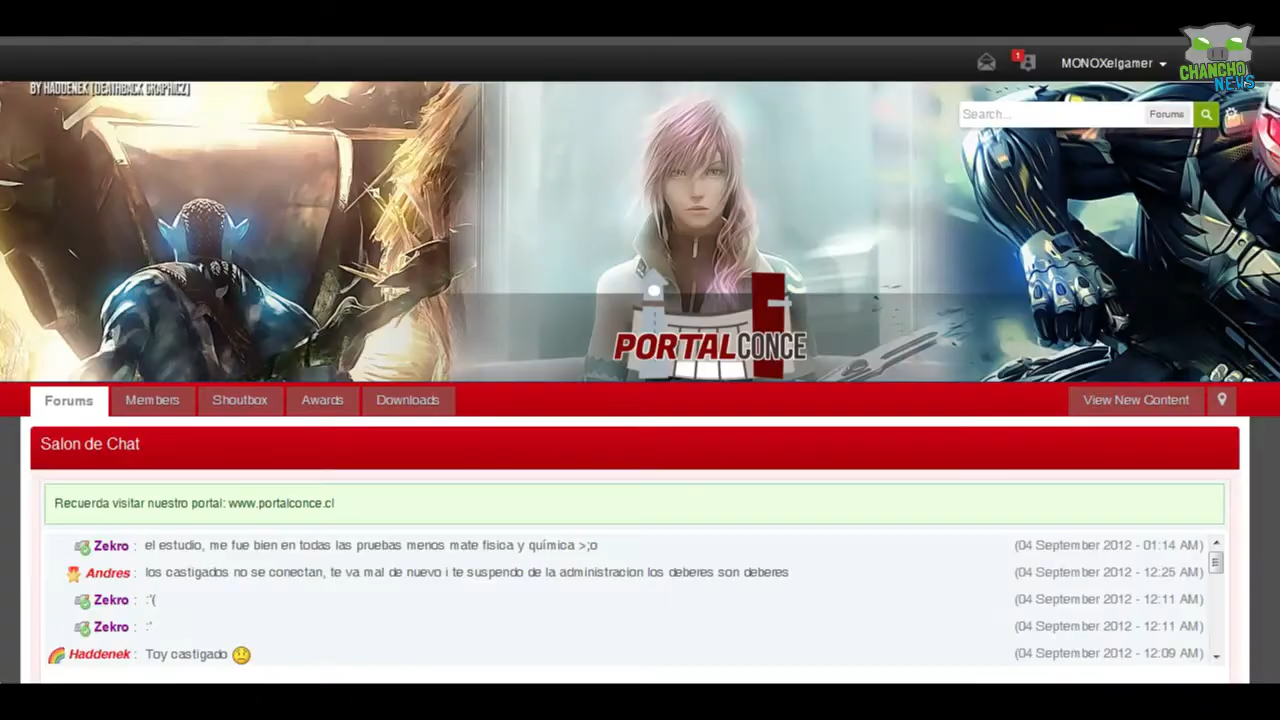 1
MONOXelgamer
CHANCHO
NEWS
BY HADDENEK [DEATHBACK GRAPHICZ]
Search...
Forums
PORTALCONCE
Forums
Members
Shoutbox
Awards
Downloads
View New Content
Salon de Chat
Recuerda visitar nuestro portal: www.portalconce.cl
Zekro : el estudio, me fue bien en todas las pruebas menos mate fisica y química >;o (04 September 2012 - 01:14 AM)
Andres : los castigados no se conectan, te va mal de nuevo i te suspendo de la administracion los deberes son deberes (04 September 2012 - 12:25 AM)
Zekro : :'( (04 September 2012 - 12:11 AM)
Zekro : :' (04 September 2012 - 12:11 AM)
Haddenek : Toy castigado (04 September 2012 - 12:09 AM)